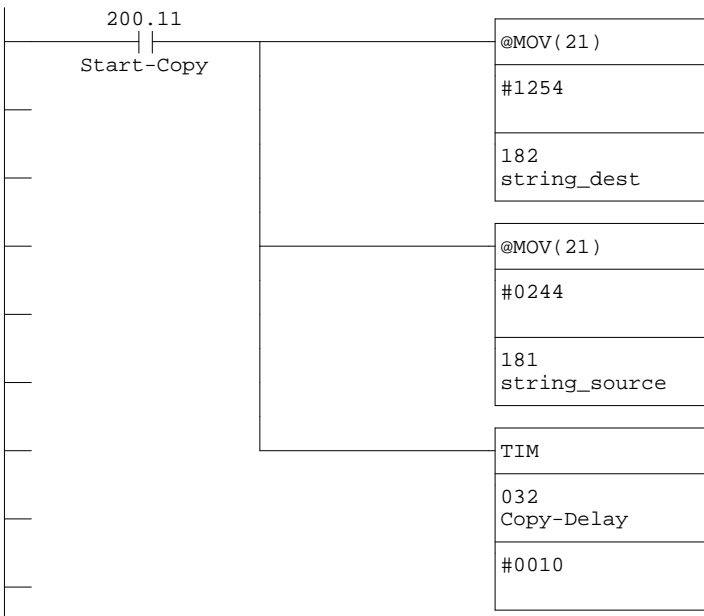 200.11
Start-Copy
@MOV(21)
#1254
182
string_dest
@MOV(21)
#0244
181
string_source
TIM
032
Copy-Delay
#0010